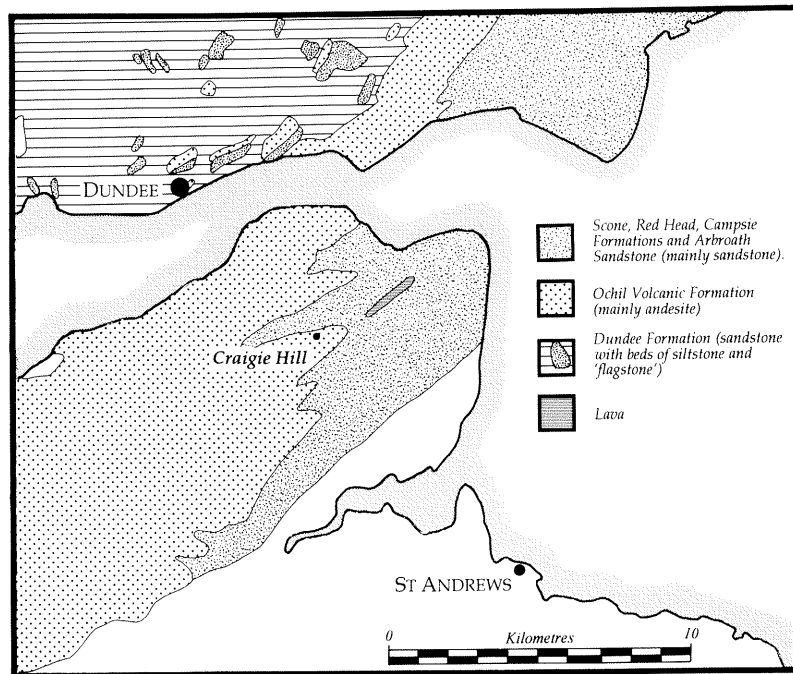 DUNDEE
Scone, Red Head, Campsie
Formations and Arbroath
Sandstone (mainly sandstone).
Ochil Volcanic Formation
(mainly andesite)
Dundee Formation (sandstone
with beds of siltstone and
'flagstone')
Lava
Craigie Hill
ST ANDREWS
0 Kilometres 10